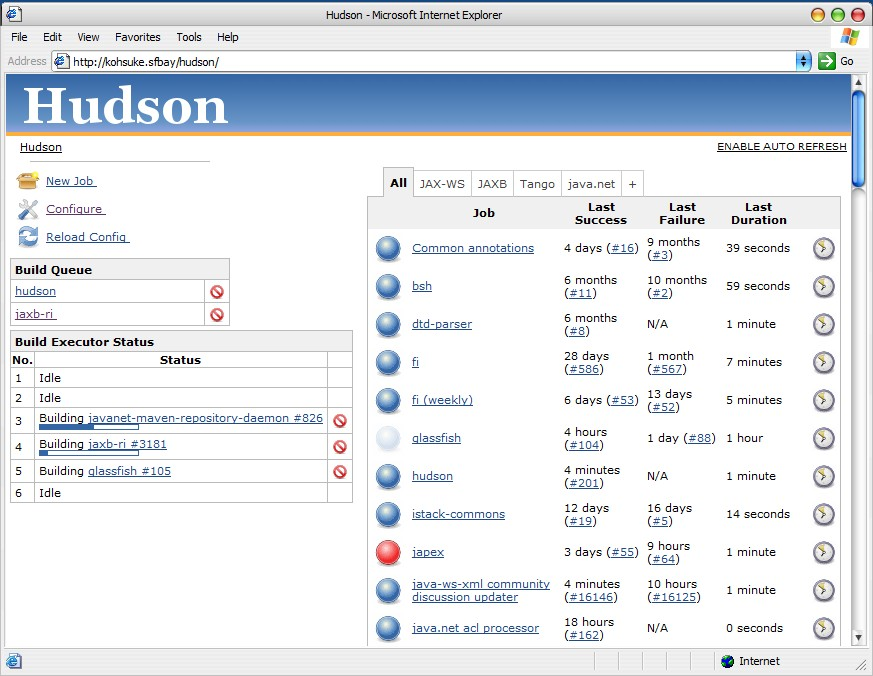 Hudson - Microsoft Internet Explorer
File Edit View Favorites Tools Help
Address http://kohsuke.sfbay/hudson/ Go
Hudson
Hudson
ENABLE AUTO REFRESH
New Job
Configure
Reload Config
Build Queue
hudson
jaxb-ri
Build Executor Status
No. Status
1 Idle
2 Idle
3 Building javanet-maven-repository-daemon #826
4 Building jaxb-ri #3181
5 Building glassfish #105
6 Idle
All JAX-WS JAXB Tango java.net +
Job Last Success Last Failure Last Duration
Common annotations 4 days (#16) 9 months (#3) 39 seconds
bsh 6 months (#11) 10 months (#2) 59 seconds
dtd-parser 6 months (#8) N/A 1 minute
fi 28 days (#586) 1 month (#567) 7 minutes
fi (weekly) 6 days (#53) 13 days (#52) 5 minutes
glassfish 4 hours (#104) 1 day (#88) 1 hour
hudson 4 minutes (#201) N/A 1 minute
istack-commons 12 days (#19) 16 days (#5) 14 seconds
japex 3 days (#55) 9 hours (#64) 1 minute
java-ws-xml community discussion updater 4 minutes (#16146) 10 hours (#16125) 1 minute
java.net acl processor 18 hours (#162) N/A 0 seconds
Internet